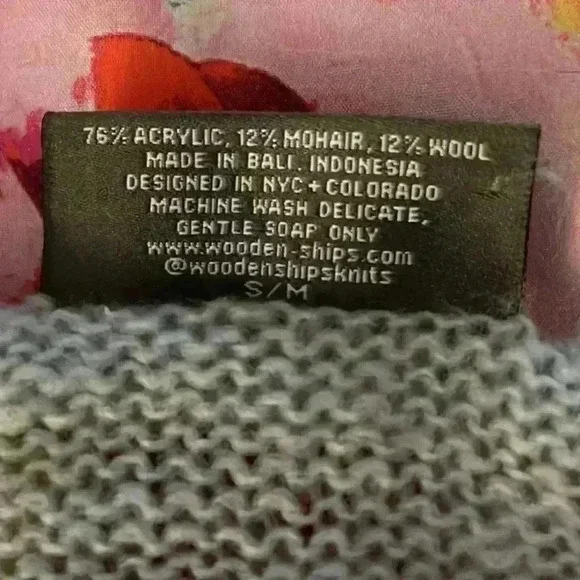 76% ACRYLIC, 12% MOHAIR, 12% WOOL
MADE IN BALI, INDONESIA
DESIGNED IN NYC + COLORADO
MACHINE WASH DELICATE,
GENTLE SOAP ONLY
www.wooden-ships.com
@woodenshipsknits
S/M